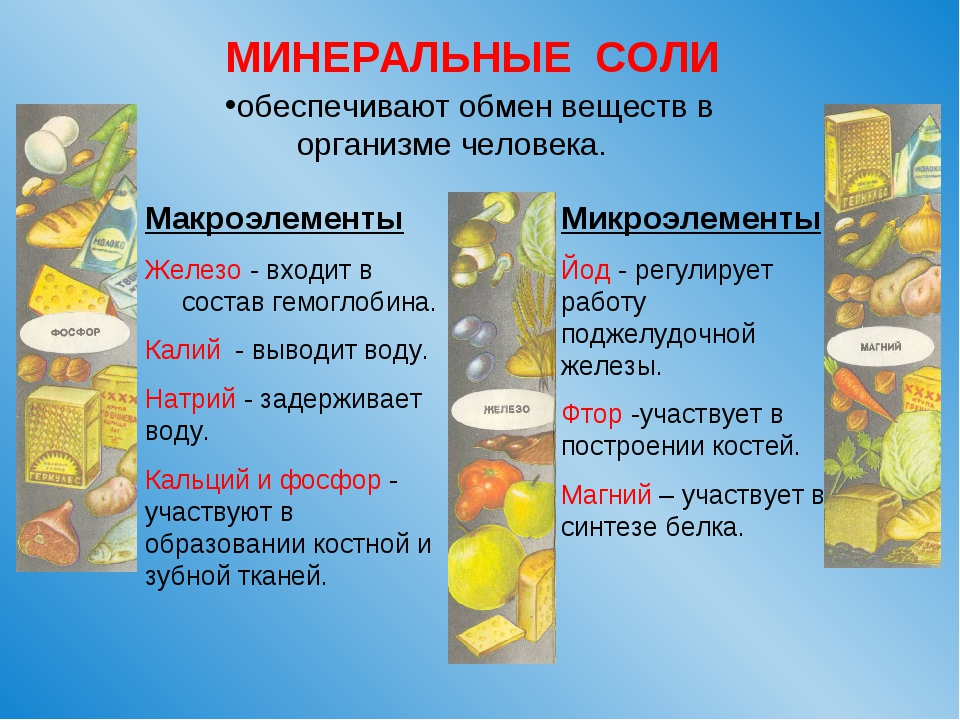 МИНЕРАЛЬНЫЕ СОЛИ
•обеспечивают обмен веществ в
организме человека.
Макроэлементы
Железо - входит в
состав гемоглобина.
Калий - выводит воду.
Натрий - задерживает
воду.
Кальций и фосфор -
участвуют в
образовании костной и
зубной тканей.
Микроэлементы
Йод - регулирует
работу
поджелудочной
железы.
Фтор -участвует в
построении костей.
Магний – участвует в
синтезе белка.
МОЛОКО
ФОСФОР
ГЕРКУЛЕС
ЖЕЛЕЗО
ГЕРКУЛЕС
МОЛОКО
МАГНИЙ